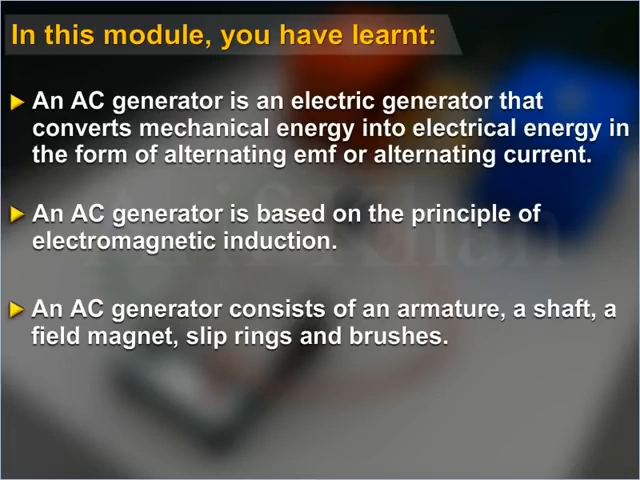 In this module, you have learnt:
An AC generator is an electric generator that
converts mechanical energy into electrical energy in
the form of alternating emf or alternating current.
An AC generator is based on the principle of
electromagnetic induction.
An AC generator consists of an armature, a shaft, a
field magnet, slip rings and brushes.